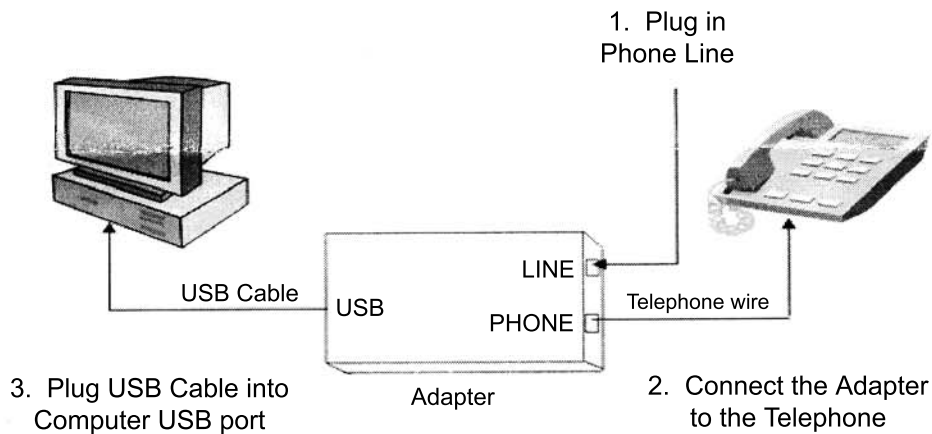 1. Plug in
Phone Line
LINE
USB Cable
USB
Telephone wire
PHONE
3. Plug USB Cable into
Computer USB port
Adapter
2. Connect the Adapter
to the Telephone